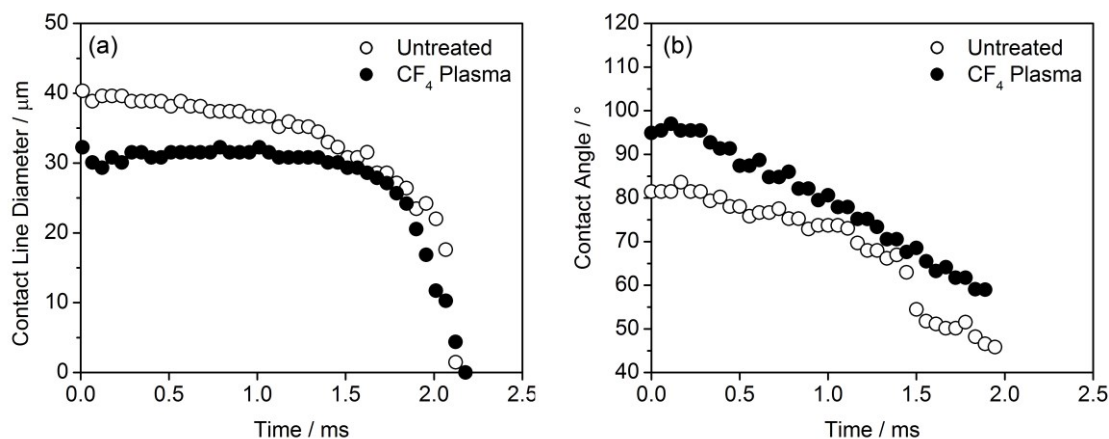 (a)
Untreated
CF₄ Plasma
50
40
30
20
10
0
Contact Line Diameter / μm
0.0 0.5 1.0 1.5 2.0 2.5
Time / ms
(b)
Untreated
CF₄ Plasma
120
110
100
90
80
70
60
50
40
Contact Angle / °
0.0 0.5 1.0 1.5 2.0 2.5
Time / ms